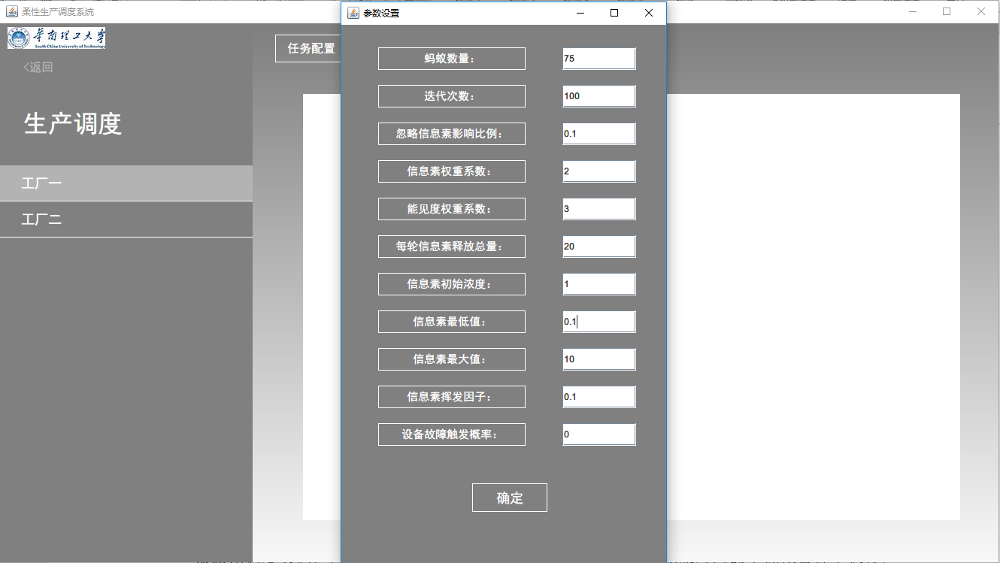 柔性生产调度系统
华南理工大学
South China University of Technology
<返回
生产调度
工厂一
工厂二
任务配置
参数设置
蚂蚁数量： 75
迭代次数： 100
忽略信息素影响比例： 0.1
信息素权重系数： 2
能见度权重系数： 3
每轮信息素释放总量： 20
信息素初始浓度： 1
信息素最低值： 0.1
信息素最大值： 10
信息素挥发因子： 0.1
设备故障触发概率： 0
确定